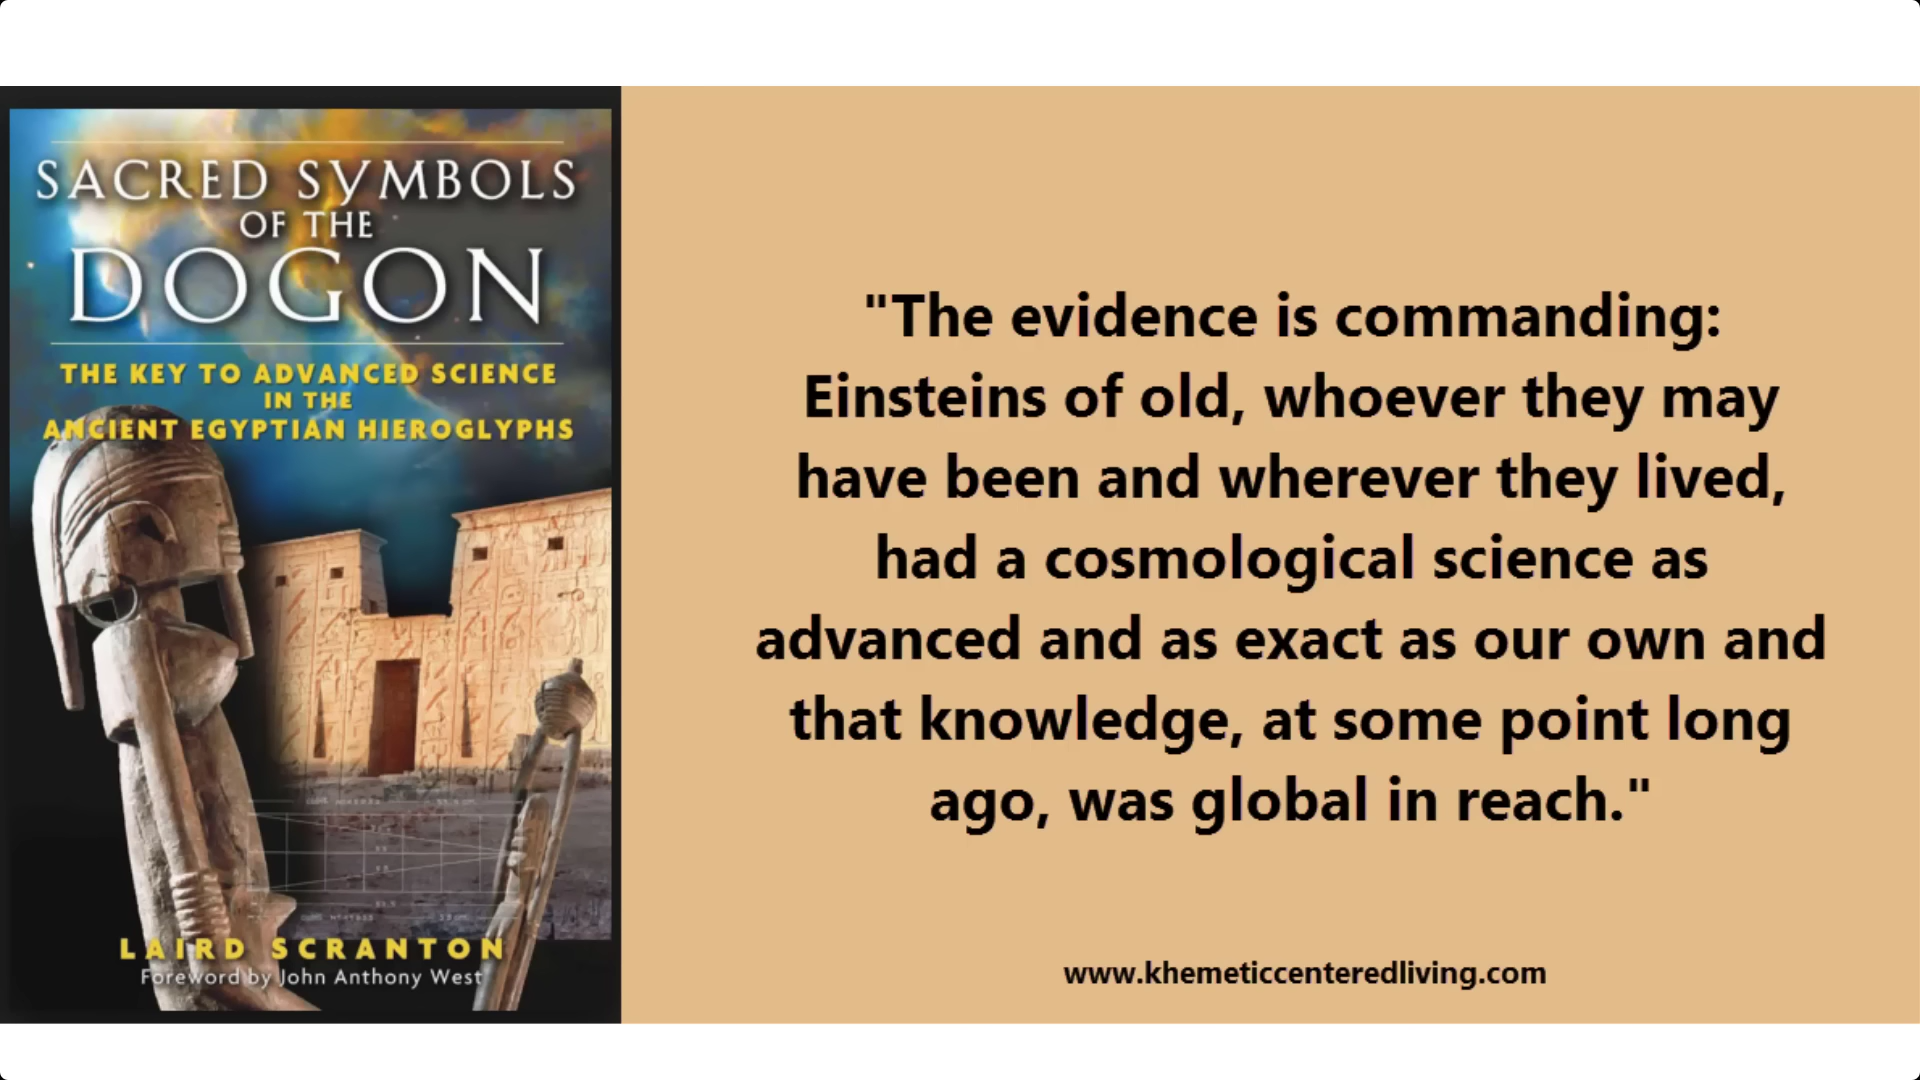 SACRED SYMBOLS
OF THE
DOGON
THE KEY TO ADVANCED SCIENCE
IN THE
ANCIENT EGYPTIAN HIEROGLYPHS
LAIRD SCRANTON
Foreword by John Anthony West
"The evidence is commanding:
Einsteins of old, whoever they may
have been and wherever they lived,
had a cosmological science as
advanced and as exact as our own and
that knowledge, at some point long
ago, was global in reach."
www.khemeticcenteredliving.com